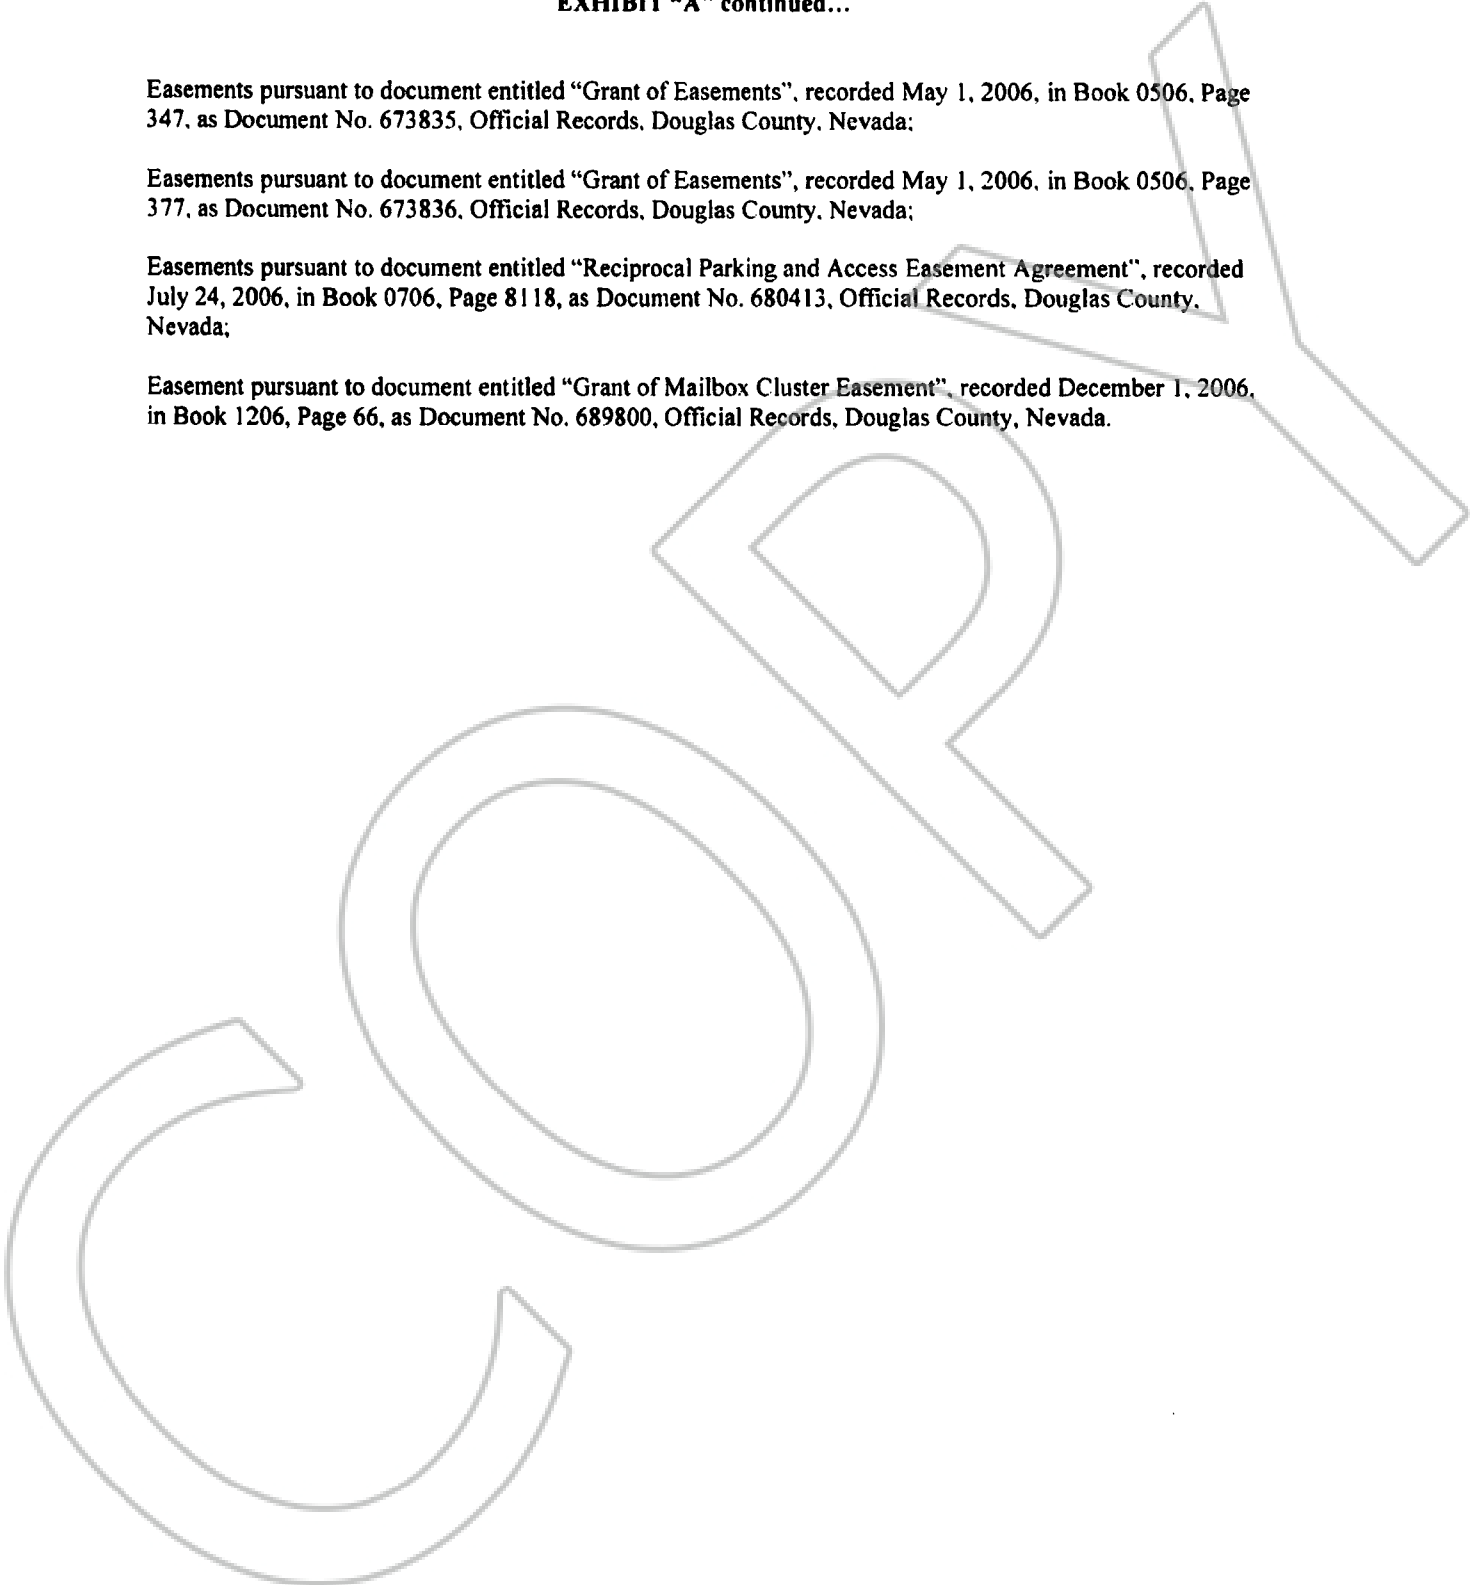 EXHIBIT "A" continued...
Easements pursuant to document entitled “Grant of Easements”, recorded May 1, 2006, in Book 0506, Page
347, as Document No. 673835, Official Records, Douglas County, Nevada;
Easements pursuant to document entitled “Grant of Easements”, recorded May 1, 2006, in Book 0506, Page
377, as Document No. 673836, Official Records, Douglas County, Nevada;
Easements pursuant to document entitled “Reciprocal Parking and Access Easement Agreement”, recorded
July 24, 2006, in Book 0706, Page 8118, as Document No. 680413, Official Records, Douglas County,
Nevada;
Easement pursuant to document entitled “Grant of Mailbox Cluster Easement”, recorded December 1, 2006,
in Book 1206, Page 66, as Document No. 689800, Official Records, Douglas County, Nevada.
COPY